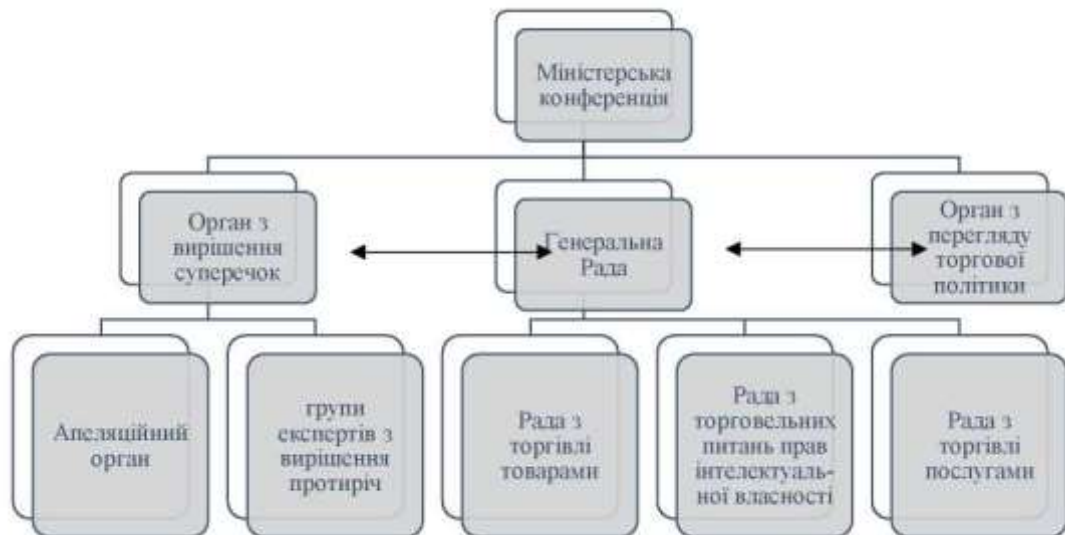 Міністерська
конференція
Орган з
вирішення
суперечок
Генеральна
Рада
Орган з
перегляду
торгової
політики
Апеляційний
орган
групи
експертів з
вирішення
протиріч
Рада з
торгівлі
товарами
Рада з
торговельних
питань прав
інтелектуаль-
ної власності
Рада з
торгівлі
послугами